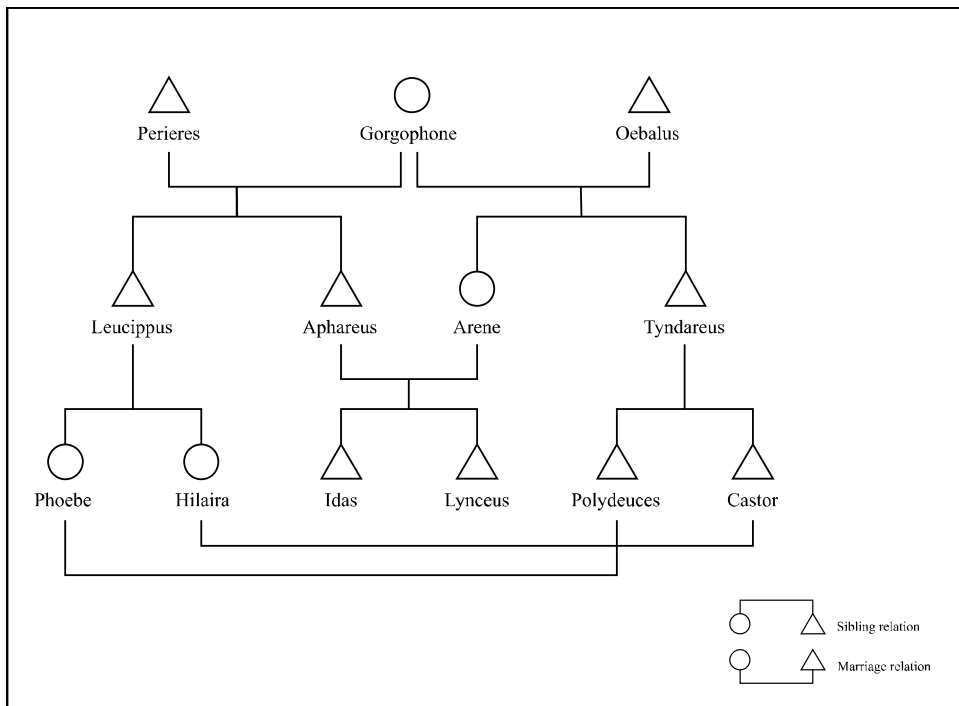 Perieres Gorgophone Oebalus
Leucippus Aphareus Arene Tyndareus
Phoebe Hilaira Idas Lynceus Polydeuces Castor
Sibling relation
Marriage relation